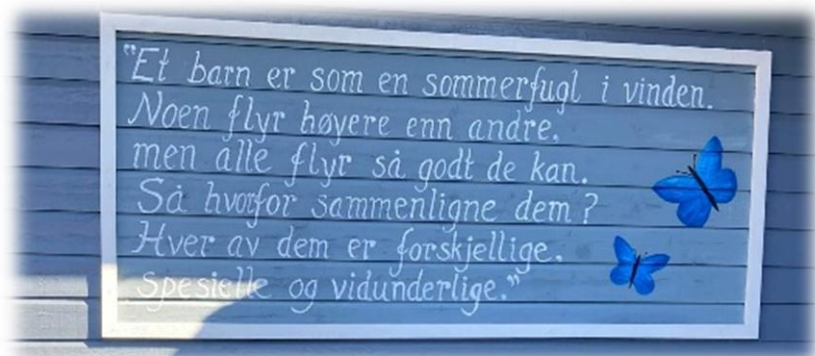 "Et barn er som en sommerfugl i vinden.
Noen flyr høyere enn andre,
men alle flyr så godt de kan.
Så hvorfor sammenligne dem?
Hver av dem er forskjellige.
Spesielle og vidunderlige."